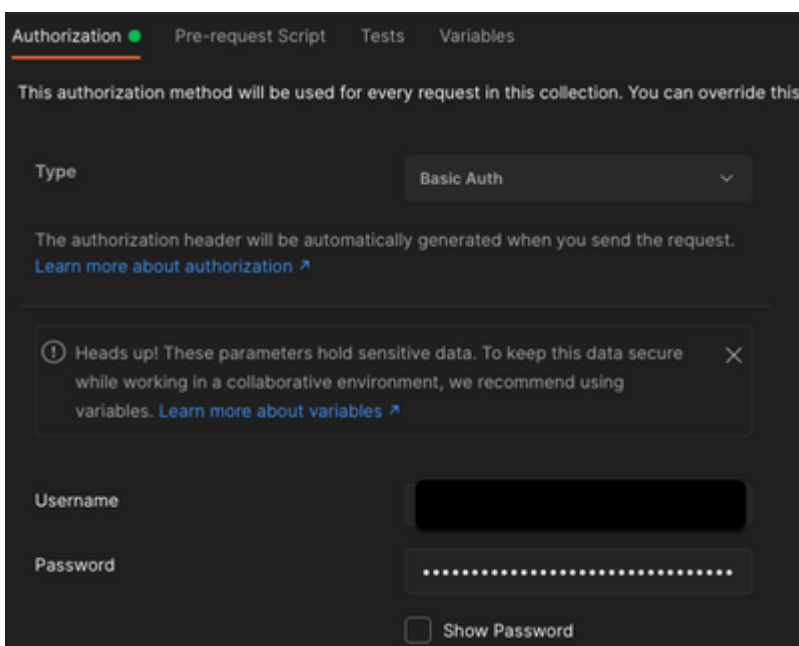 Authorization Pre-request Script Tests Variables
This authorization method will be used for every request in this collection. You can override this
Type
Basic Auth
The authorization header will be automatically generated when you send the request.
Learn more about authorization ↗
Heads up! These parameters hold sensitive data. To keep this data secure
while working in a collaborative environment, we recommend using
variables. Learn more about variables ↗
Username
Password
••••••••••••••••••••••••••••••••
Show Password